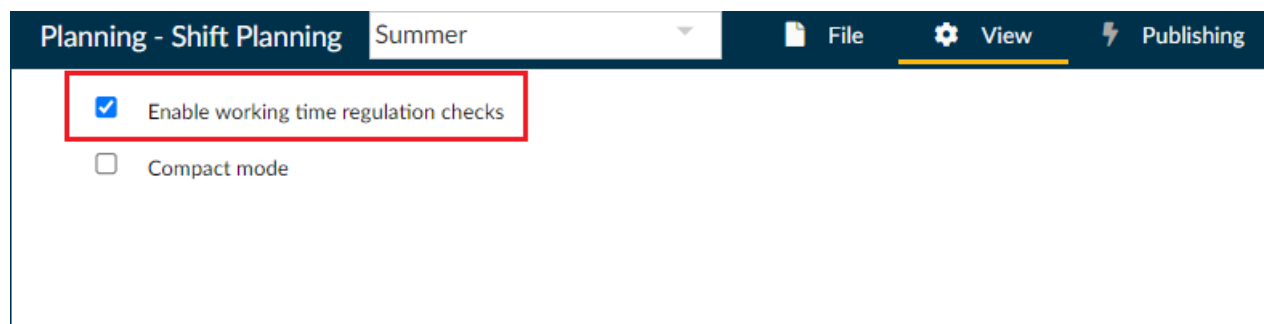 Planning - Shift Planning Summer File View Publishing
Enable working time regulation checks
Compact mode